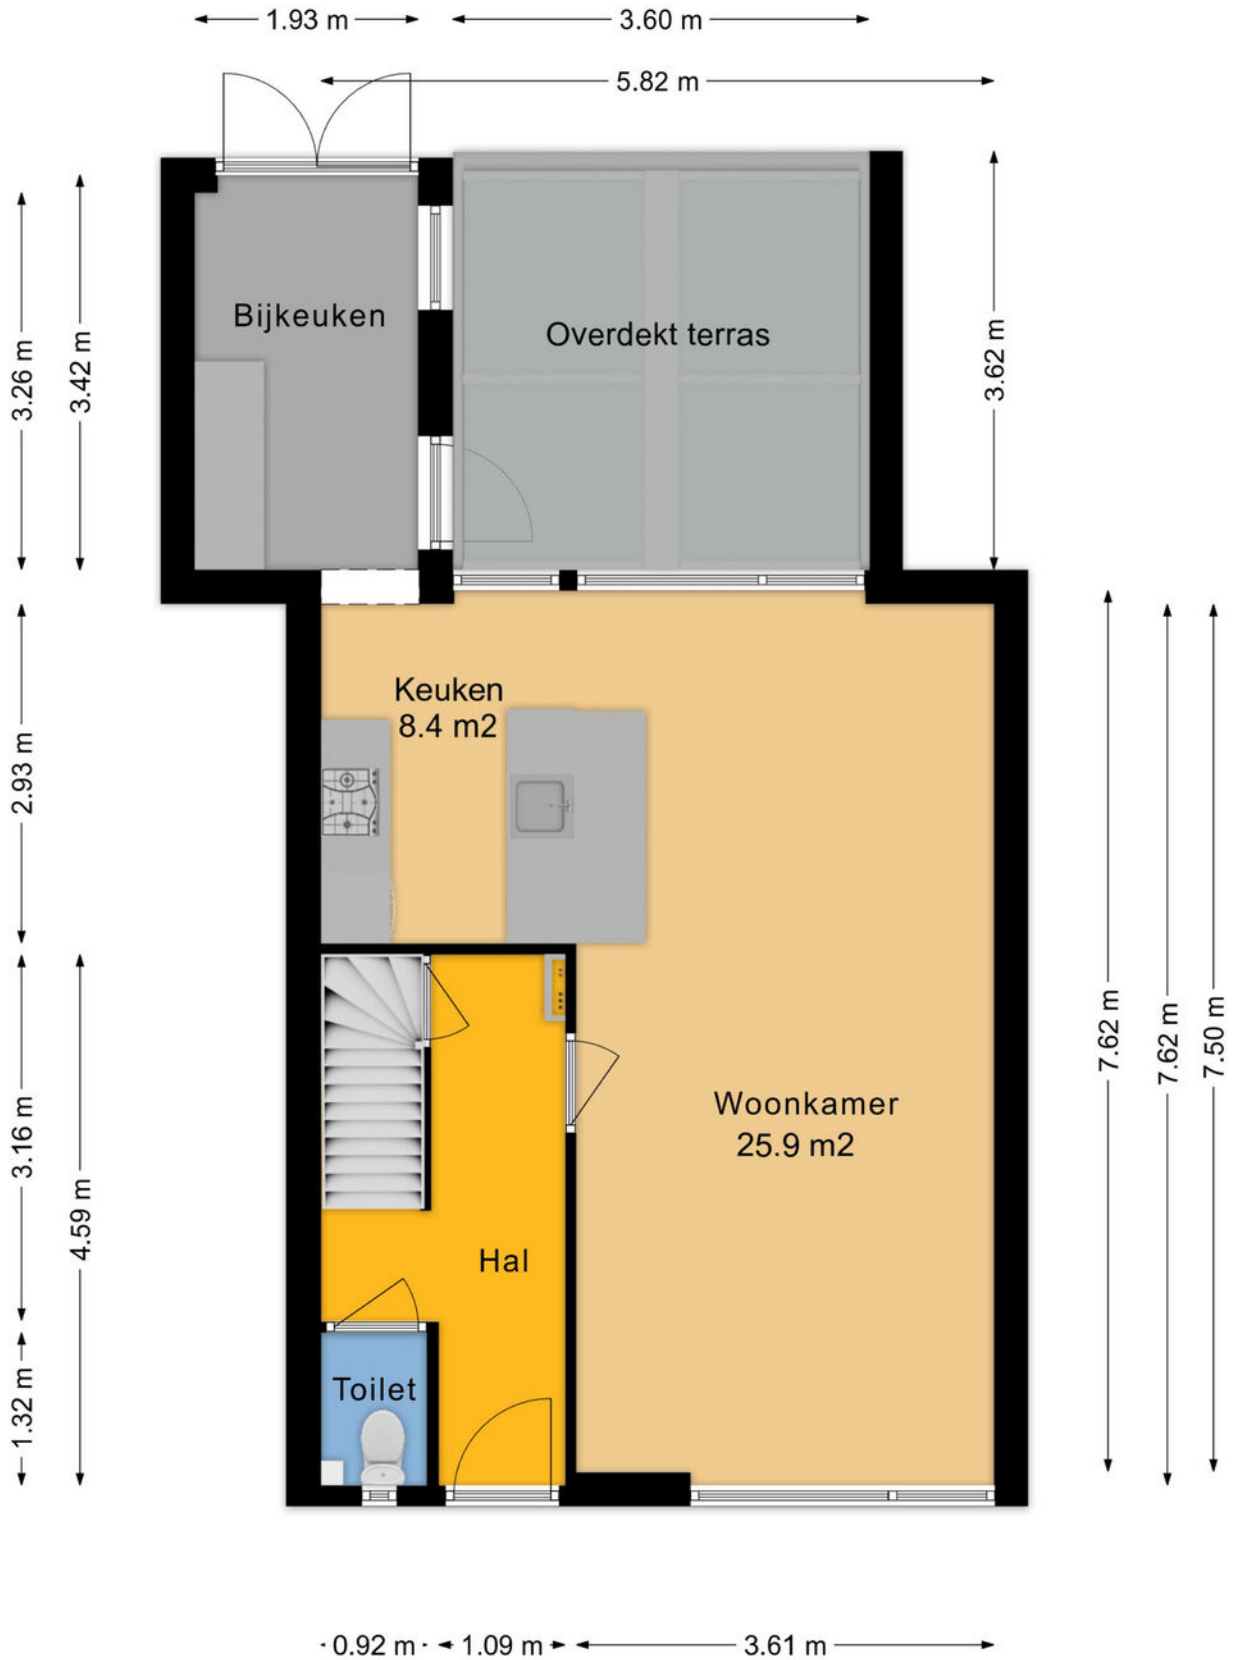 1.93 m
3.60 m
5.82 m
Bijkeuken
Overdekt terras
3.26 m
3.42 m
3.62 m
Keuken
8.4 m2
2.93 m
7.62 m
7.62 m
7.50 m
Woonkamer
25.9 m2
3.16 m
4.59 m
Hal
Toilet
1.32 m
0.92 m
1.09 m
3.61 m